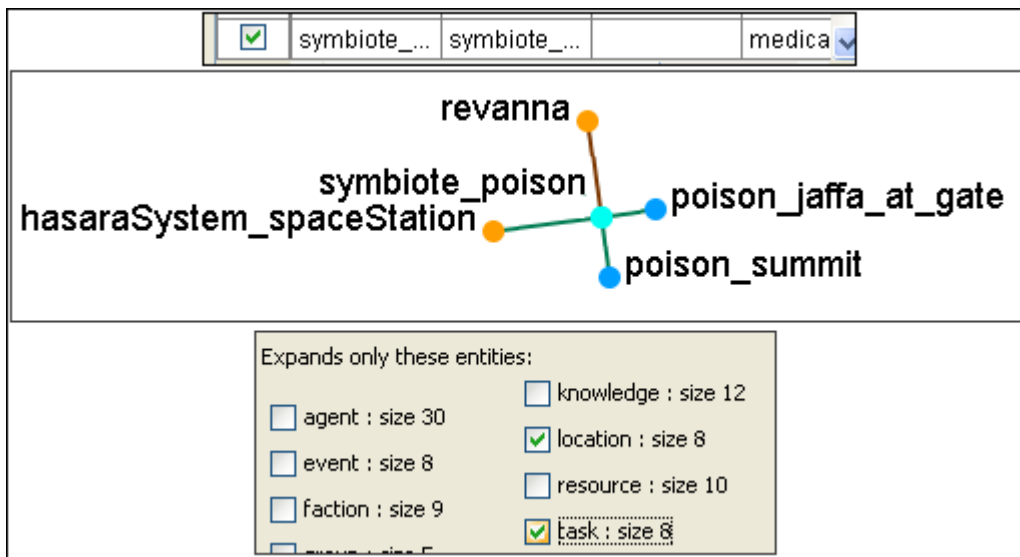 symbiote_... symbiote_... medica
revanna
symbiote_poison
poison_jaffa_at_gate
hasaraSystem_spaceStation
poison_summit
Expands only these entities:
knowledge : size 12
agent : size 30
location : size 8
event : size 8
resource : size 10
faction : size 9
task : size 8